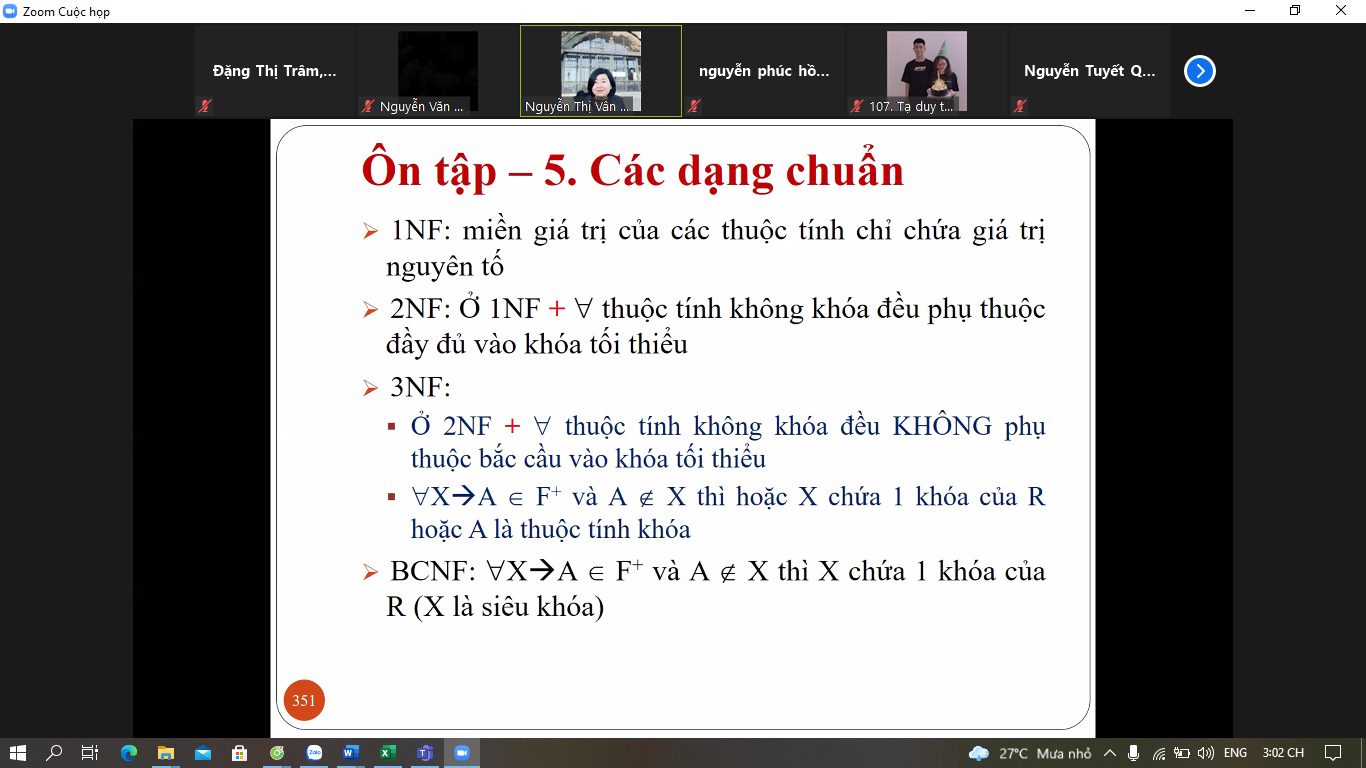 Zoom Cuộc họp
Đặng Thị Trâm,...
Nguyễn Văn ...
Nguyễn Thị Vân ...
nguyễn phúc hồ...
107. Tạ duy t...
Nguyễn Tuyết Q...
Ôn tập – 5. Các dạng chuẩn
➢ 1NF: miền giá trị của các thuộc tính chỉ chứa giá trị
nguyên tố
➢ 2NF: Ở 1NF + ∀ thuộc tính không khóa đều phụ thuộc
đầy đủ vào khóa tối thiểu
➢ 3NF:
▪ Ở 2NF + ∀ thuộc tính không khóa đều KHÔNG phụ
thuộc bắc cầu vào khóa tối thiểu
▪ ∀X→A ∈ F⁺ và A ∉ X thì hoặc X chứa 1 khóa của R
hoặc A là thuộc tính khóa
➢ BCNF: ∀X→A ∈ F⁺ và A ∉ X thì X chứa 1 khóa của
R (X là siêu khóa)
351
Zalo
27°C Mưa nhỏ
ENG
3:02 CH